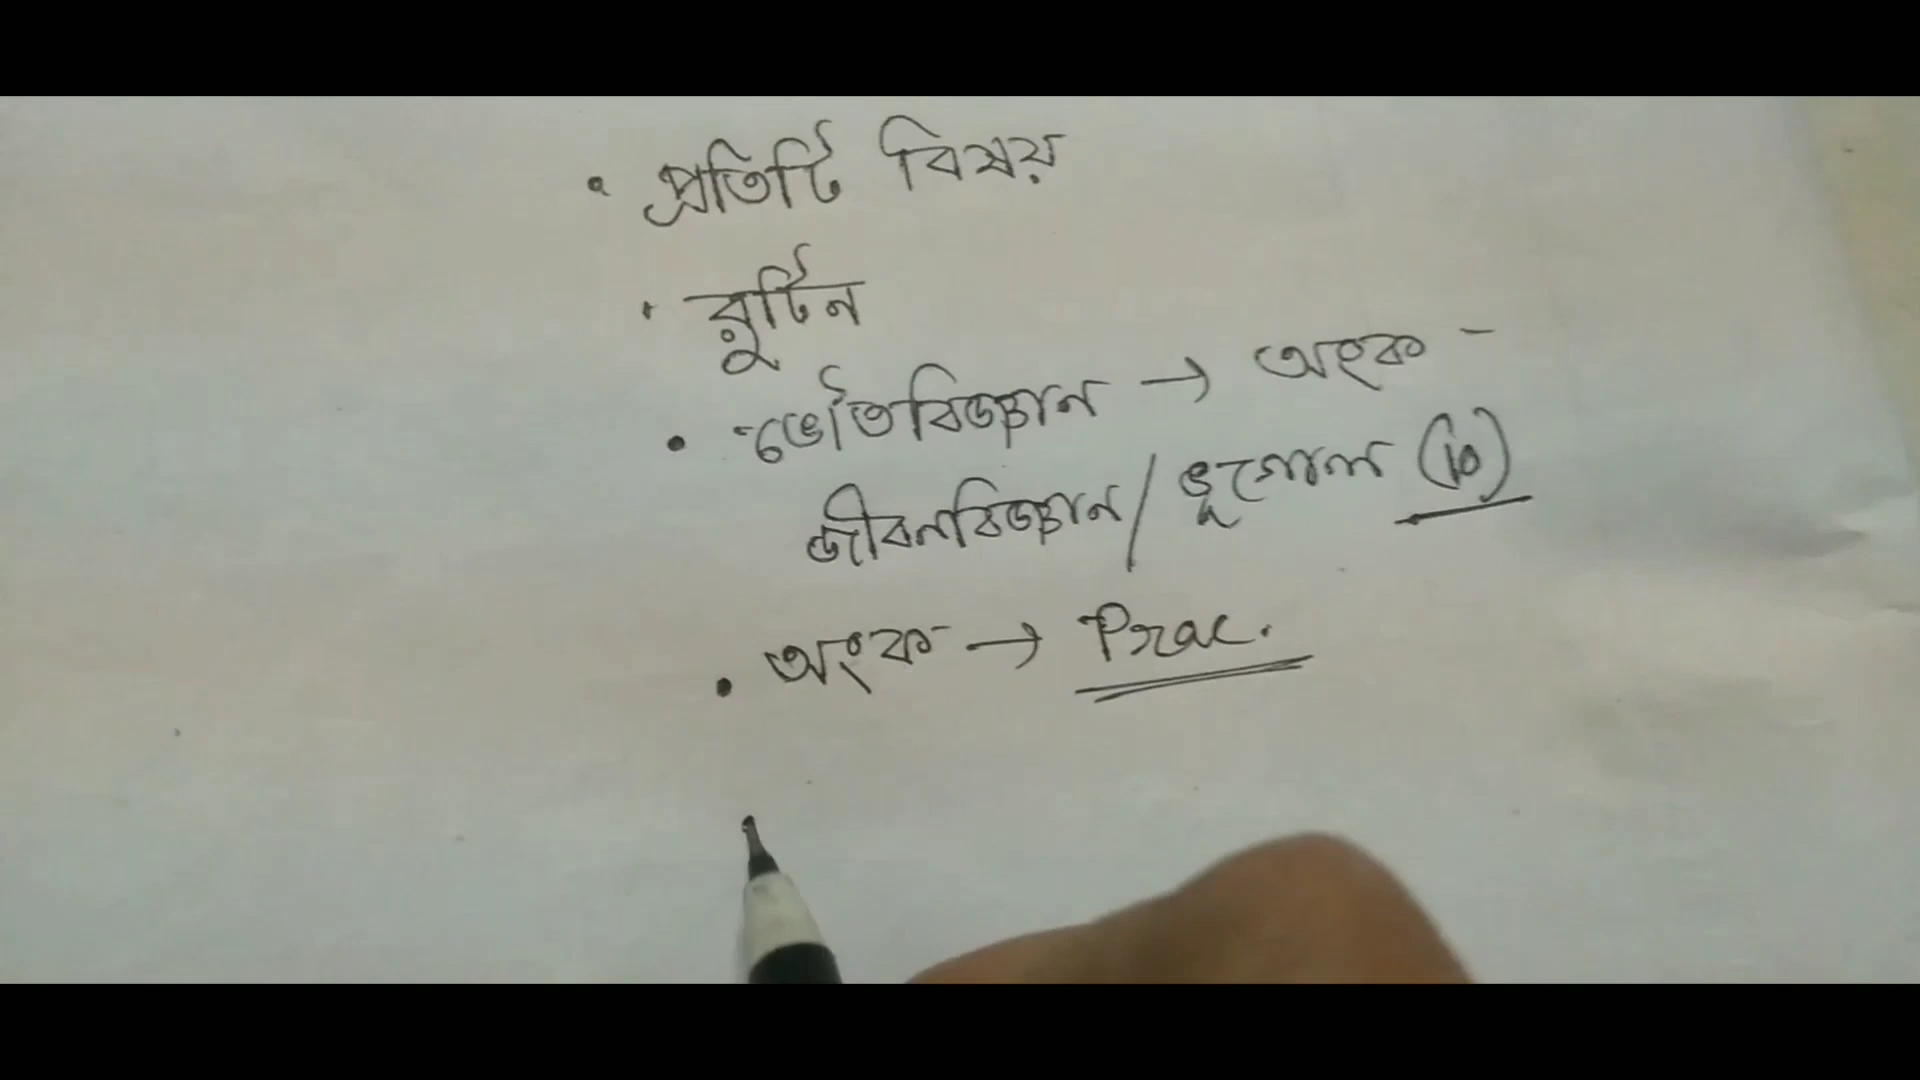 • প্রতিটি বিষয়
• রুটিন
• ভৌতবিজ্ঞান → অংক
জীবনবিজ্ঞান / ভূগোল (10)
• অংক → Prac.